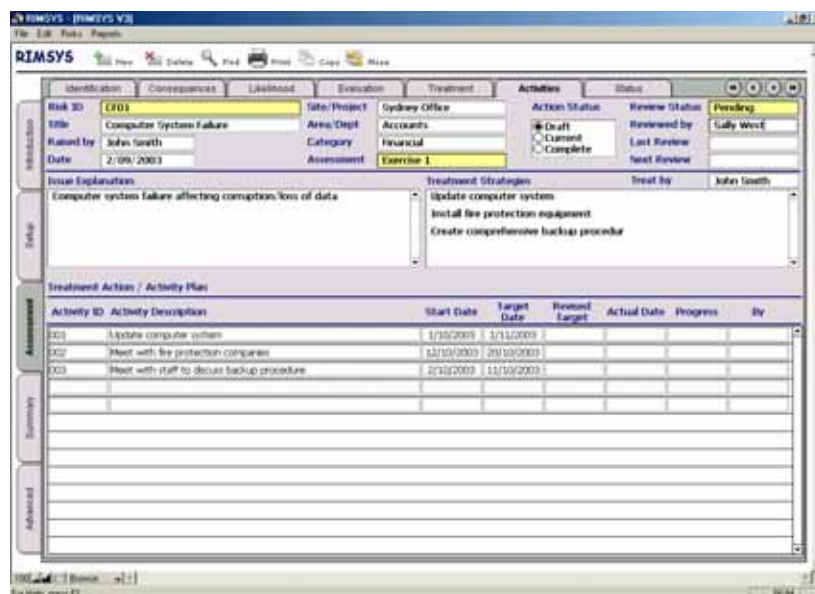 RIMSYS - [RIMSYS V3]
File Edit Risks Reports
RIMSYS New Delete Find Print Copy Move
Identification Consequences Likelihood Evaluation Treatment Activities Status
Risk ID CF01 Site/Project Sydney Office Action Status Review Status Pending
Title Computer System Failure Area/Dept Accounts Draft Reviewed by Sally West
Raised by John Smith Category Financial Current Last Review
Date 2/09/2003 Assessment Exercise 1 Complete Next Review
Issue Explanation Treatment Strategies Treat by John Smith
Computer system failure affecting corruption/loss of data Update computer system
Install fire protection equipment
Create comprehensive backup procedur
Treatment Action / Activity Plan
Activity ID Activity Description Start Date Target Date Revised Target Actual Date Progress By
001 Update computer system 1/10/2003 1/11/2003
002 Meet with fire protection companies 12/10/2003 20/10/2003
003 Meet with staff to discuss backup procedure 2/10/2003 11/10/2003
Introduction
Setup
Assessment
Summary
Advanced
100 Browse